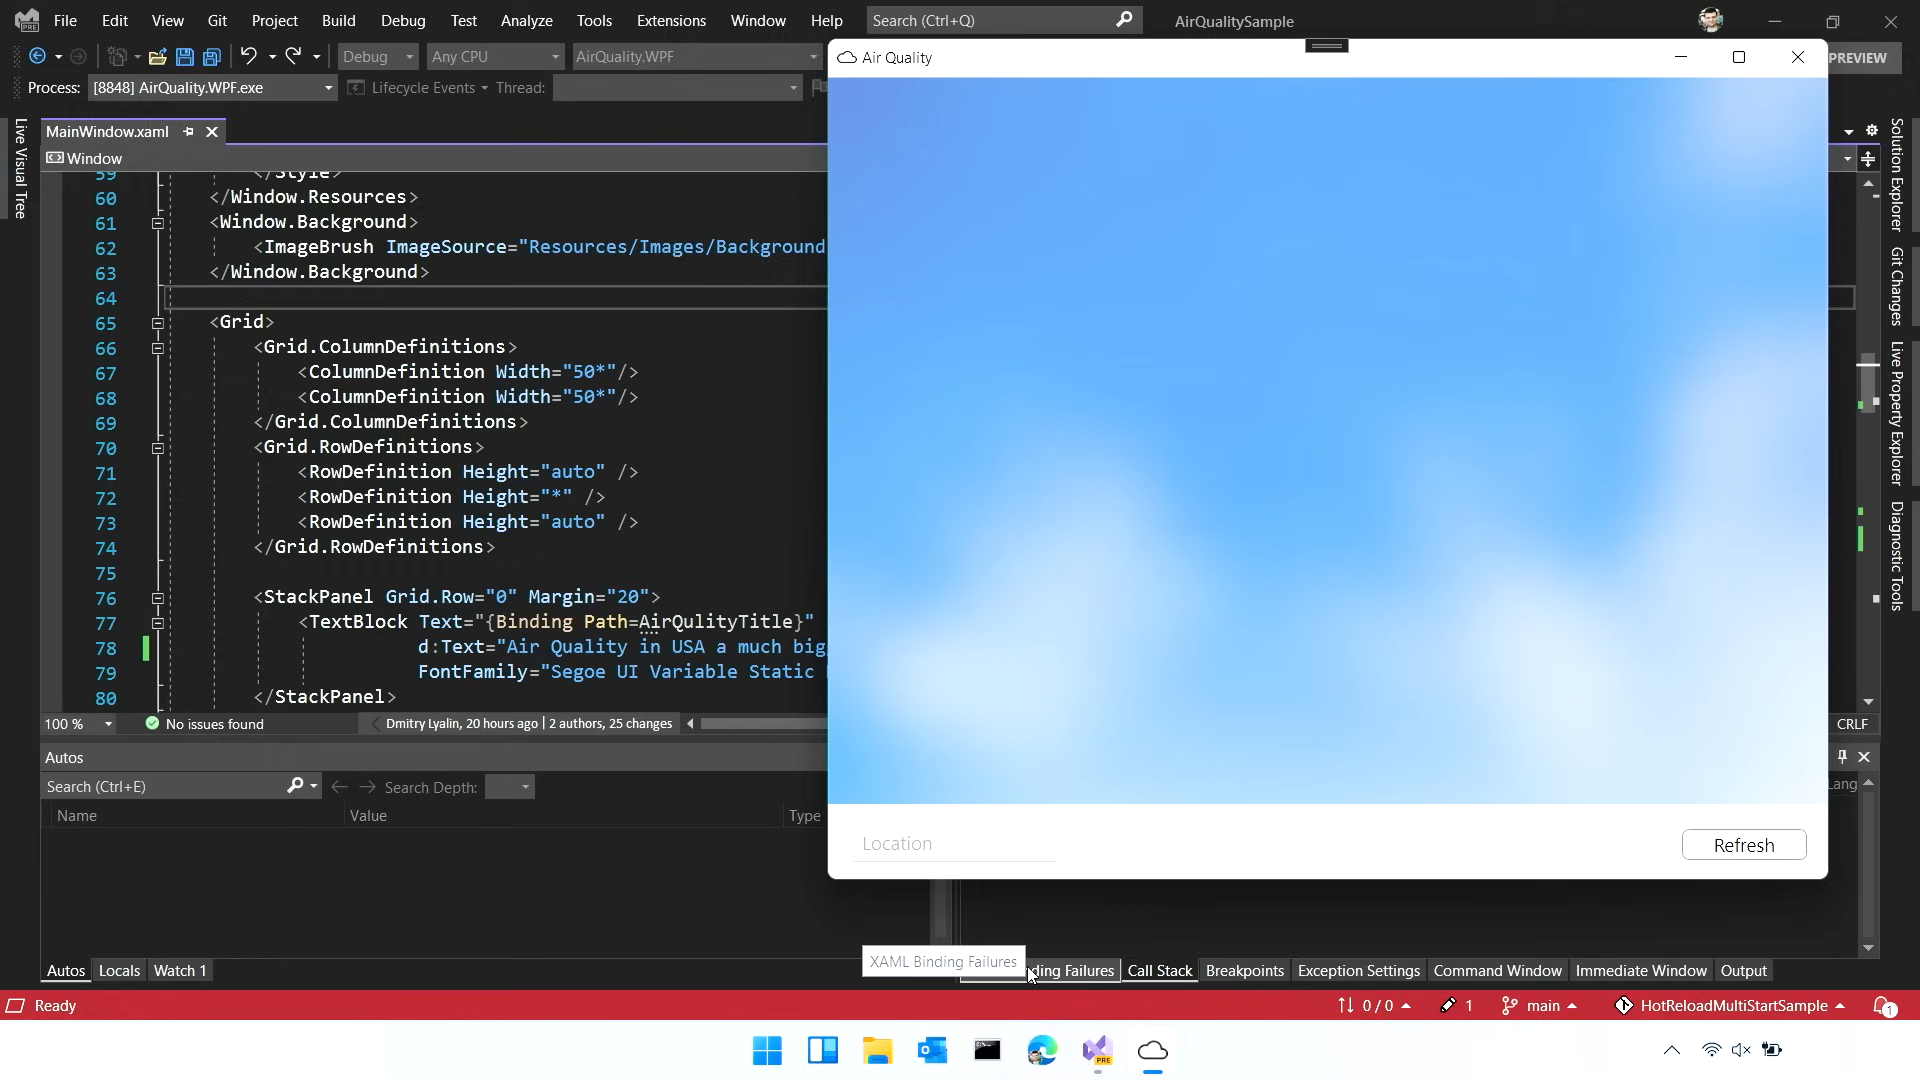 File Edit View Git Project Build Debug Test Analyze Tools Extensions Window Help Search (Ctrl+Q) AirQualitySample
PRE
Debug Any CPU AirQuality.WPF
Air Quality
PREVIEW
Process: [8848] AirQuality.WPF.exe Lifecycle Events Thread:
Live Visual Tree
MainWindow.xaml
Window
59 </Style>
60 </Window.Resources>
61 <Window.Background>
62 <ImageBrush ImageSource="Resources/Images/Background
63 </Window.Background>
64
65 <Grid>
66 <Grid.ColumnDefinitions>
67 <ColumnDefinition Width="50*"/>
68 <ColumnDefinition Width="50*"/>
69 </Grid.ColumnDefinitions>
70 <Grid.RowDefinitions>
71 <RowDefinition Height="auto" />
72 <RowDefinition Height="*" />
73 <RowDefinition Height="auto" />
74 </Grid.RowDefinitions>
75
76 <StackPanel Grid.Row="0" Margin="20">
77 <TextBlock Text="{Binding Path=AirQulityTitle}"
78 d:Text="Air Quality in USA a much big
79 FontFamily="Segoe UI Variable Static
80 </StackPanel>
100 % No issues found Dmitry Lyalin, 20 hours ago | 2 authors, 25 changes
CRLF
Solution Explorer
Git Changes
Live Property Explorer
Diagnostic Tools
Autos
Search (Ctrl+E) Search Depth:
Name Value Type
Lang
Location
Refresh
XAML Binding Failures
Autos Locals Watch 1
ding Failures Call Stack Breakpoints Exception Settings Command Window Immediate Window Output
Ready
0 / 0 1 main HotReloadMultiStartSample 1
PRE